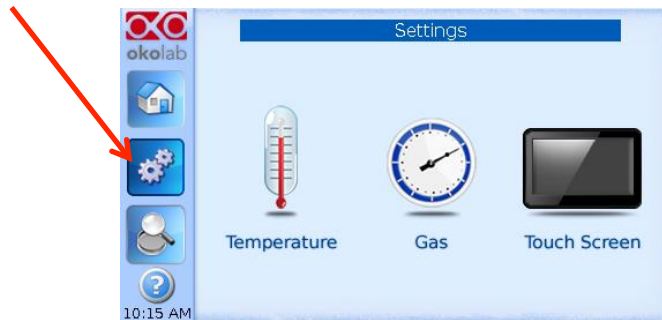 Settings
okolab
Temperature
Gas
Touch Screen
?
10:15 AM